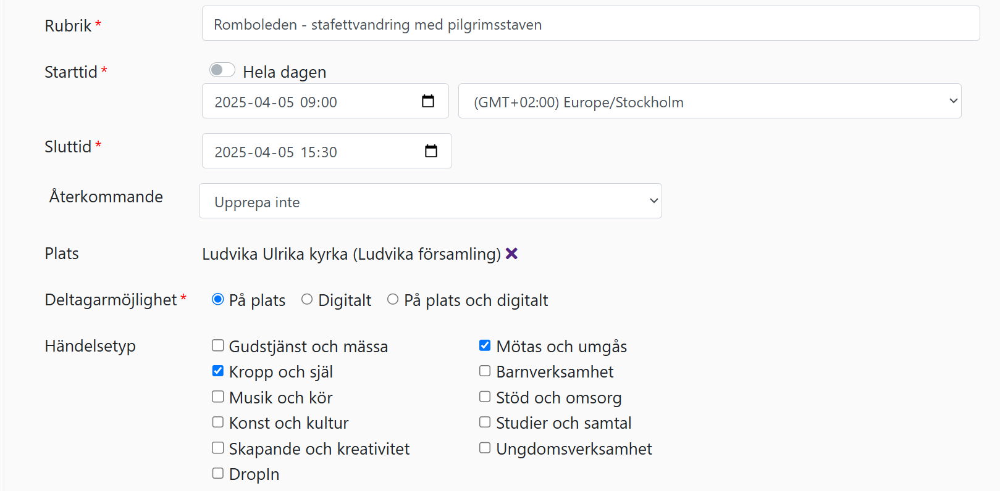 Rubrik * Romboleden - stafettvandring med pilgrimsstaven
Starttid * Hela dagen
2025-04-05 09:00 (GMT+02:00) Europe/Stockholm
Sluttid * 2025-04-05 15:30
Återkommande Upprepa inte
Plats Ludvika Ulrika kyrka (Ludvika församling)
Deltagarmöjlighet * På plats Digitalt På plats och digitalt
Händelsetyp Gudstjänst och mässa Mötas och umgås
Kropp och själ Barnverksamhet
Musik och kör Stöd och omsorg
Konst och kultur Studier och samtal
Skapande och kreativitet Ungdomsverksamhet
DropIn